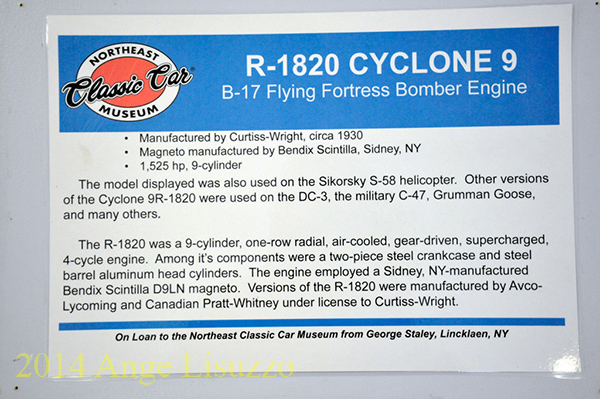 NORTHEAST
Classic Car
MUSEUM
R-1820 CYCLONE 9
B-17 Flying Fortress Bomber Engine
• Manufactured by Curtiss-Wright, circa 1930
• Magneto manufactured by Bendix Scintilla, Sidney, NY
• 1,525 hp, 9-cylinder
The model displayed was also used on the Sikorsky S-58 helicopter. Other versions
of the Cyclone 9R-1820 were used on the DC-3, the military C-47, Grumman Goose,
and many others.
The R-1820 was a 9-cylinder, one-row radial, air-cooled, gear-driven, supercharged,
4-cycle engine. Among it's components were a two-piece steel crankcase and steel
barrel aluminum head cylinders. The engine employed a Sidney, NY-manufactured
Bendix Scintilla D9LN magneto. Versions of the R-1820 were manufactured by Avco-
Lycoming and Canadian Pratt-Whitney under license to Curtiss-Wright.
On Loan to the Northeast Classic Car Museum from George Staley, Lincklaen, NY
2014 Ange Lisuzzo